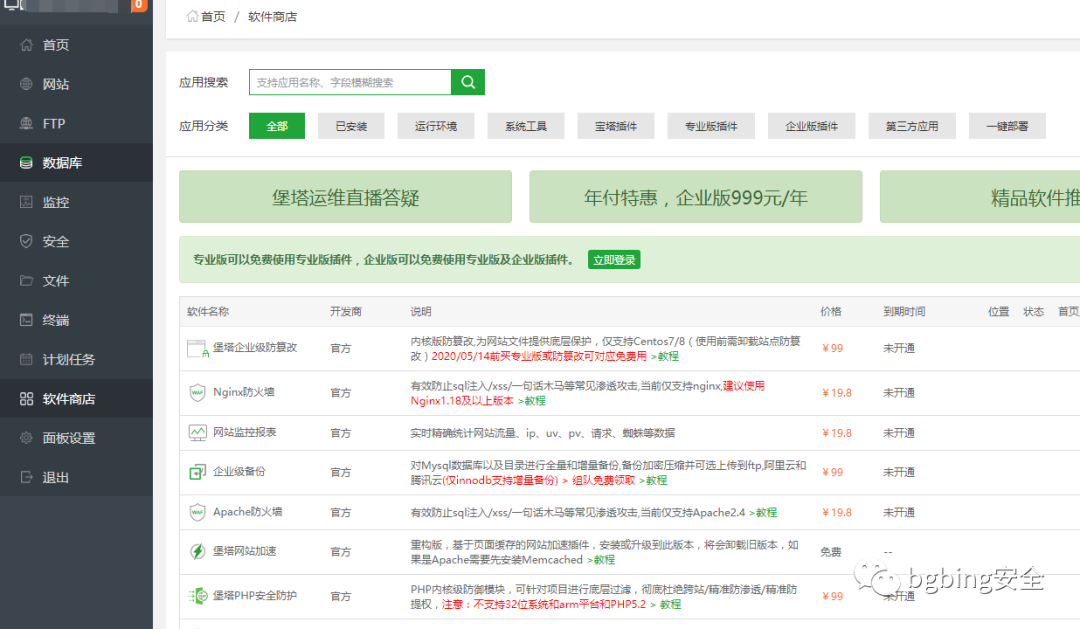 0
首页
网站
FTP
数据库
监控
安全
文件
终端
计划任务
软件商店
面板设置
退出
首页 / 软件商店
应用搜索 支持应用名称、字段模糊搜索
应用分类 全部 已安装 运行环境 系统工具 宝塔插件 专业版插件 企业版插件 第三方应用 一键部署
堡塔运维直播答疑 年付特惠，企业版999元/年 精品软件推
专业版可以免费使用专业版插件，企业版可以免费使用专业版及企业版插件。 立即登录
软件名称 开发商 说明 价格 到期时间 位置 状态 首页
堡塔企业级防篡改 官方 内核级防篡改,为网站文件提供底层保护，仅支持Centos7/8（使用前需卸载站点防篡
改）2020/05/14前买专业版或防篡改可对应免费用 >教程 ￥99 未开通
WAF Nginx防火墙 官方 有效防止sql注入/xss/一句话木马等常见渗透攻击,当前仅支持nginx,建议使用
Nginx1.18及以上版本 >教程 ￥19.8 未开通
网站监控报表 官方 实时精确统计网站流量、ip、uv、pv、请求、蜘蛛等数据 ￥19.8 未开通
企业级备份 官方 对Mysql数据库以及目录进行全量和增量备份,备份加密压缩并可选上传到ftp,阿里云和
腾讯云(仅innodb支持增量备份) > 组队免费领取 >教程 ￥99 未开通
WAF Apache防火墙 官方 有效防止sql注入/xss/一句话木马等常见渗透攻击,当前仅支持Apache2.4 >教程 ￥19.8 未开通
堡塔网站加速 官方 重构版，基于页面缓存的网站加速插件，安装或升级到此版本，将会卸载旧版本，如
果是Apache需要先安装Memcached >教程 免费 --
堡塔PHP安全防护 官方 PHP内核级防御模块，可针对项目进行底层过滤，彻底杜绝跨站/精准防渗透/精准防
提权，注意：不支持32位系统和arm平台和PHP5.2 > 教程 ￥99 未开通
bgbing安全